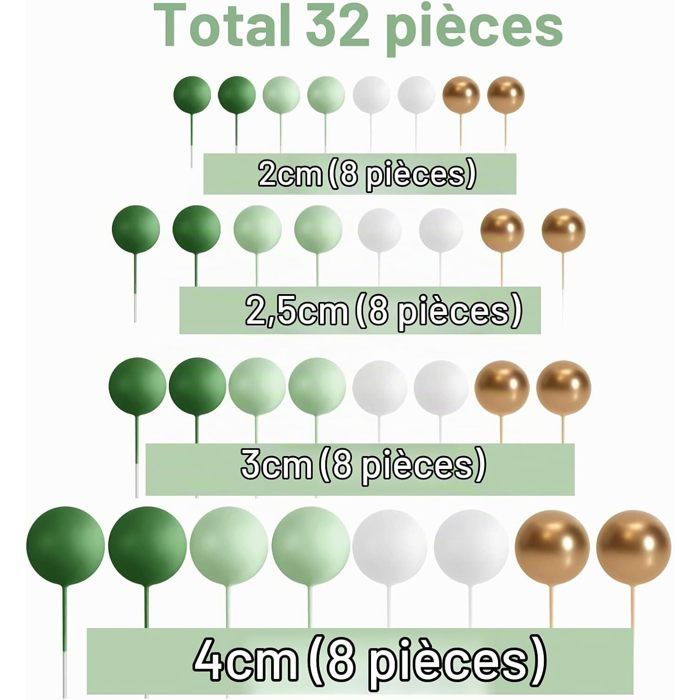 Total 32 pièces
2cm (8 pièces)
2,5cm (8 pièces)
3cm (8 pièces)
4cm (8 pièces)